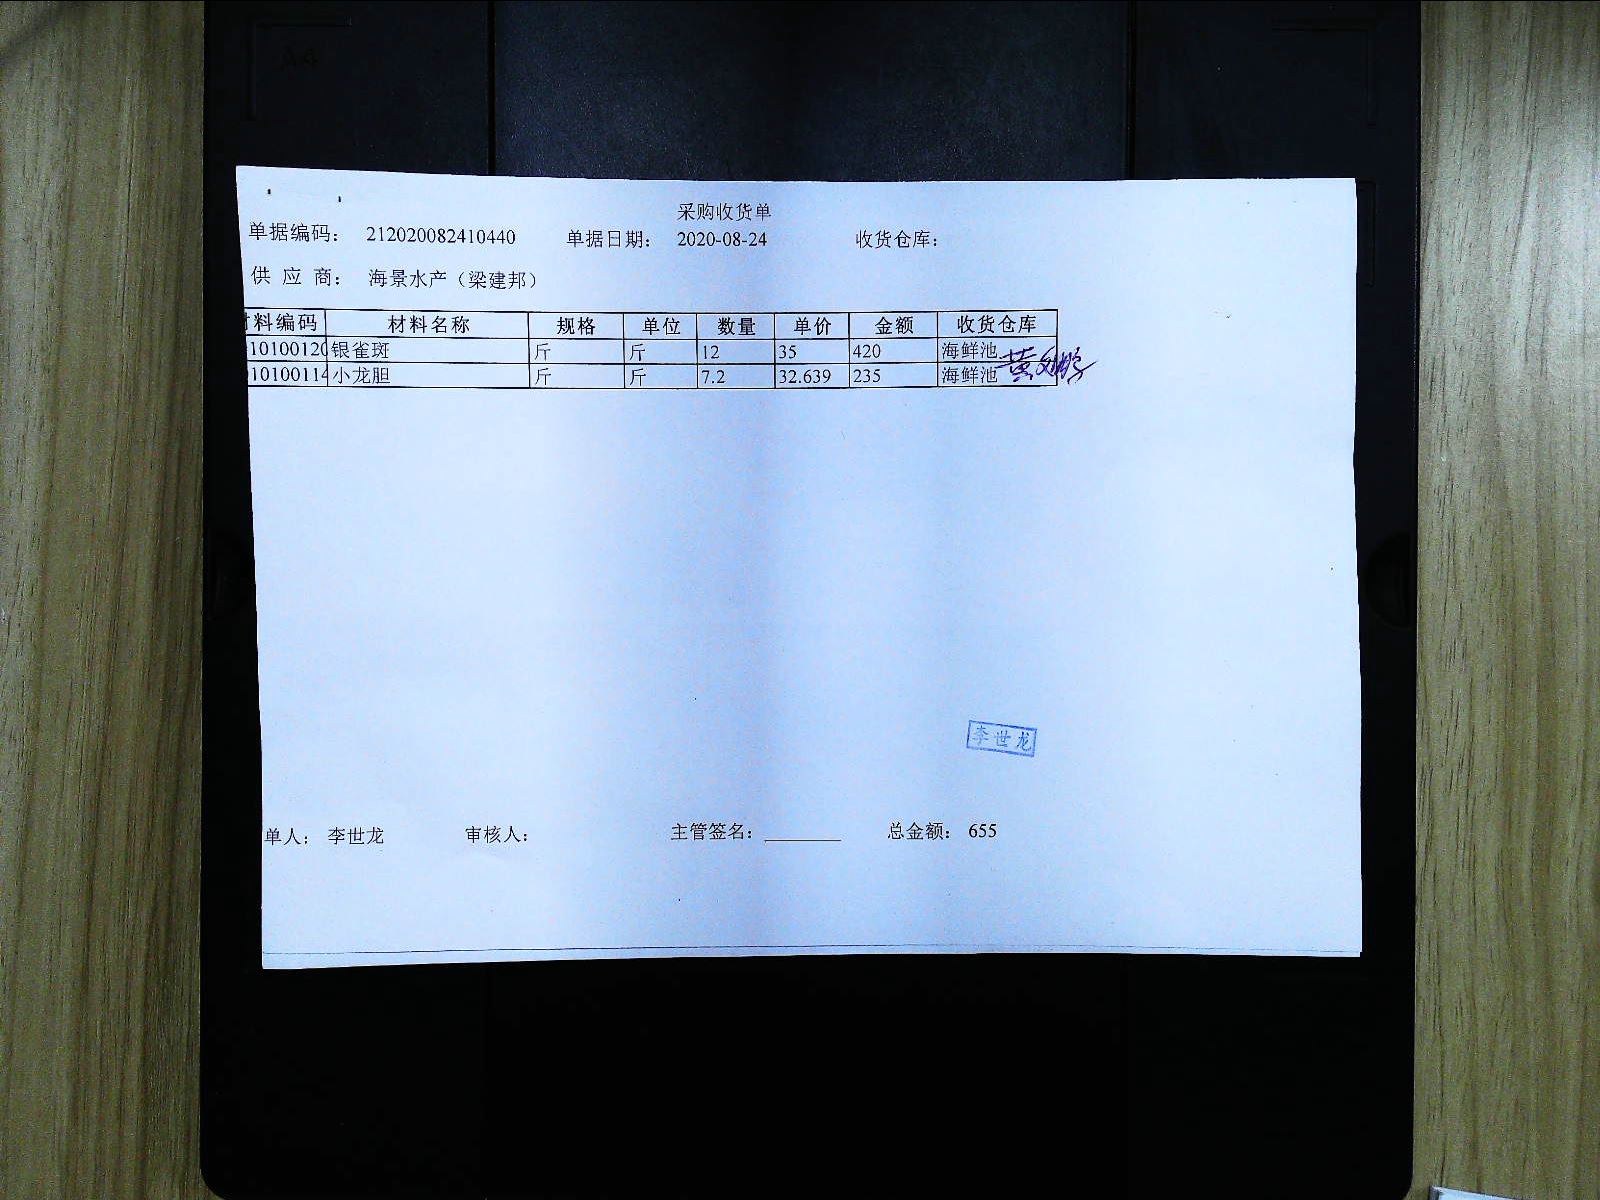 采购收货单
单据编码： 212020082410440 单据日期： 2020-08-24 收货仓库：
供 应 商： 海景水产（梁建邦）
材料编码 材料名称 规格 单位 数量 单价 金额 收货仓库
10100120 银雀斑 斤 斤 12 35 420 海鲜池
10100114 小龙胆 斤 斤 7.2 32.639 235 海鲜池
李世龙
单人： 李世龙 审核人： 主管签名： 总金额： 655